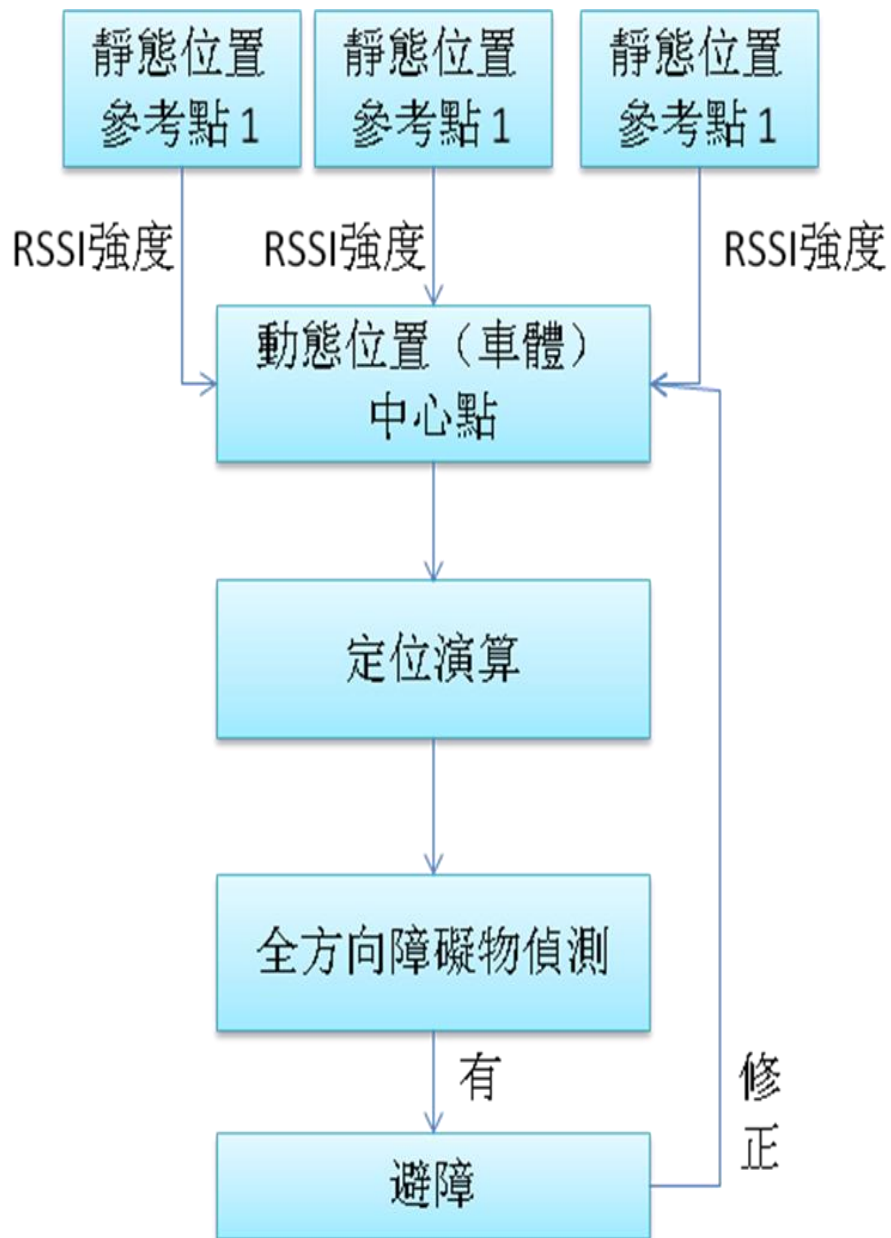 靜態位置
參考點1
靜態位置
參考點1
靜態位置
參考點1
RSSI強度
RSSI強度
RSSI強度
動態位置（車體）
中心點
定位演算
全方向障礙物偵測
有
修
正
避障